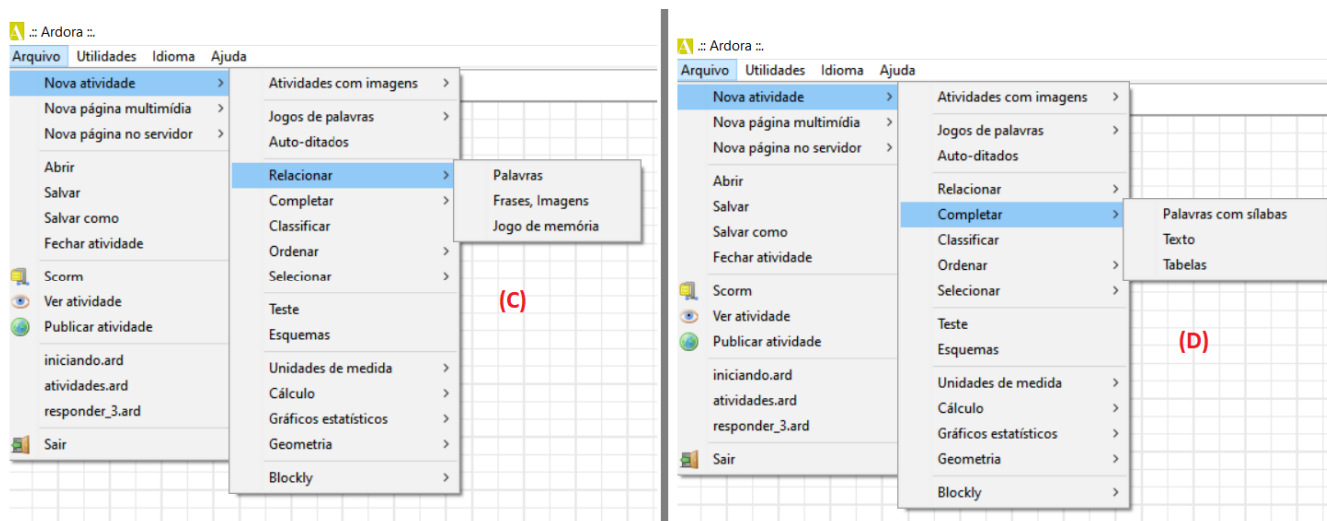 .:: Ardora ::.
Arquivo Utilidades Idioma Ajuda
Nova atividade
Nova página multimídia
Nova página no servidor
Abrir
Salvar
Salvar como
Fechar atividade
Scorm
Ver atividade
Publicar atividade
iniciando.ard
atividades.ard
responder_3.ard
Sair
Atividades com imagens
Jogos de palavras
Auto-ditados
Relacionar
Completar
Classificar
Ordenar
Selecionar
Teste
Esquemas
Unidades de medida
Cálculo
Gráficos estatísticos
Geometria
Blockly
Palavras
Frases, Imagens
Jogo de memória
(C)
.:: Ardora ::.
Arquivo Utilidades Idioma Ajuda
Nova atividade
Nova página multimídia
Nova página no servidor
Abrir
Salvar
Salvar como
Fechar atividade
Scorm
Ver atividade
Publicar atividade
iniciando.ard
atividades.ard
responder_3.ard
Sair
Atividades com imagens
Jogos de palavras
Auto-ditados
Relacionar
Completar
Classificar
Ordenar
Selecionar
Teste
Esquemas
Unidades de medida
Cálculo
Gráficos estatísticos
Geometria
Blockly
Palavras com sílabas
Texto
Tabelas
(D)